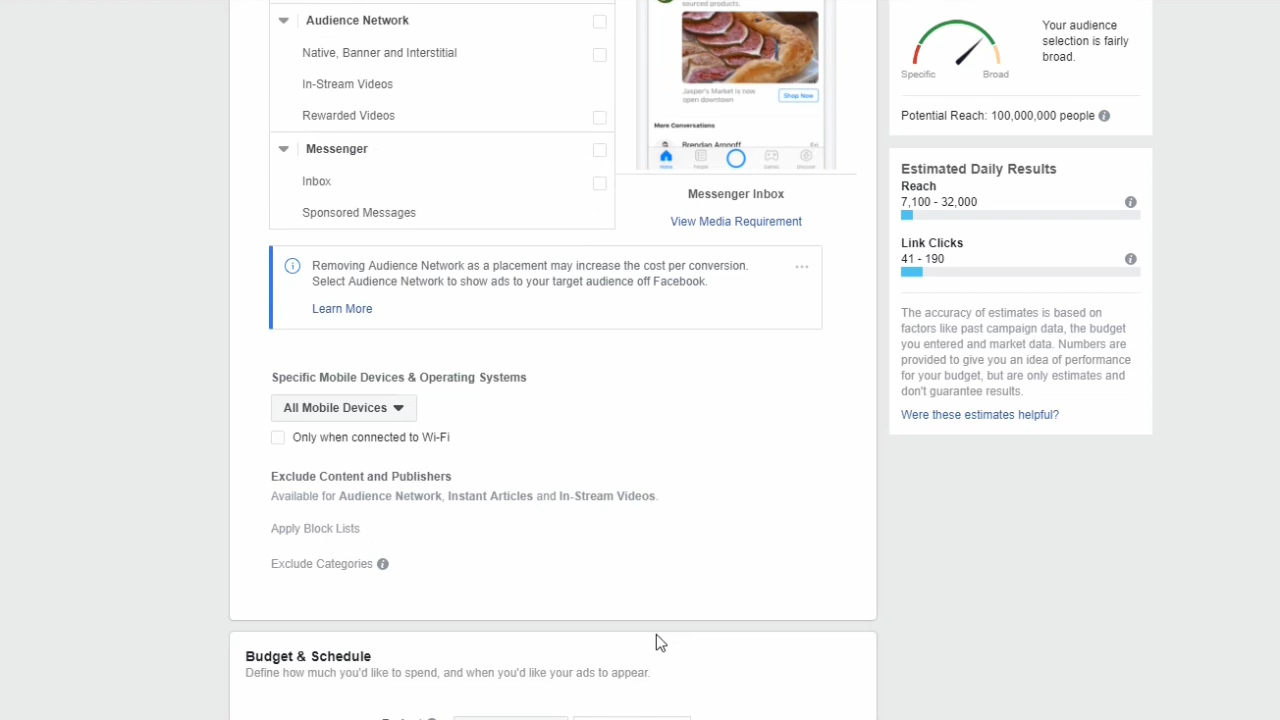 sourced products.
Audience Network
Native, Banner and Interstitial
In-Stream Videos
Rewarded Videos
Messenger
Inbox
Sponsored Messages
Jasper's Market is now
open downtown
Shop Now
More Conversations
Brendan Aronoff
Fri
Home
People
Games
Discover
Messenger Inbox
View Media Requirement
Removing Audience Network as a placement may increase the cost per conversion.
Select Audience Network to show ads to your target audience off Facebook.
Learn More
Specific Mobile Devices & Operating Systems
All Mobile Devices
Only when connected to Wi-Fi
Exclude Content and Publishers
Available for Audience Network, Instant Articles and In-Stream Videos.
Apply Block Lists
Exclude Categories
Budget & Schedule
Define how much you'd like to spend, and when you'd like your ads to appear.
Your audience
selection is fairly
broad.
Specific
Broad
Potential Reach: 100,000,000 people
Estimated Daily Results
Reach
7,100 - 32,000
Link Clicks
41 - 190
The accuracy of estimates is based on
factors like past campaign data, the budget
you entered and market data. Numbers are
provided to give you an idea of performance
for your budget, but are only estimates and
don't guarantee results.
Were these estimates helpful?